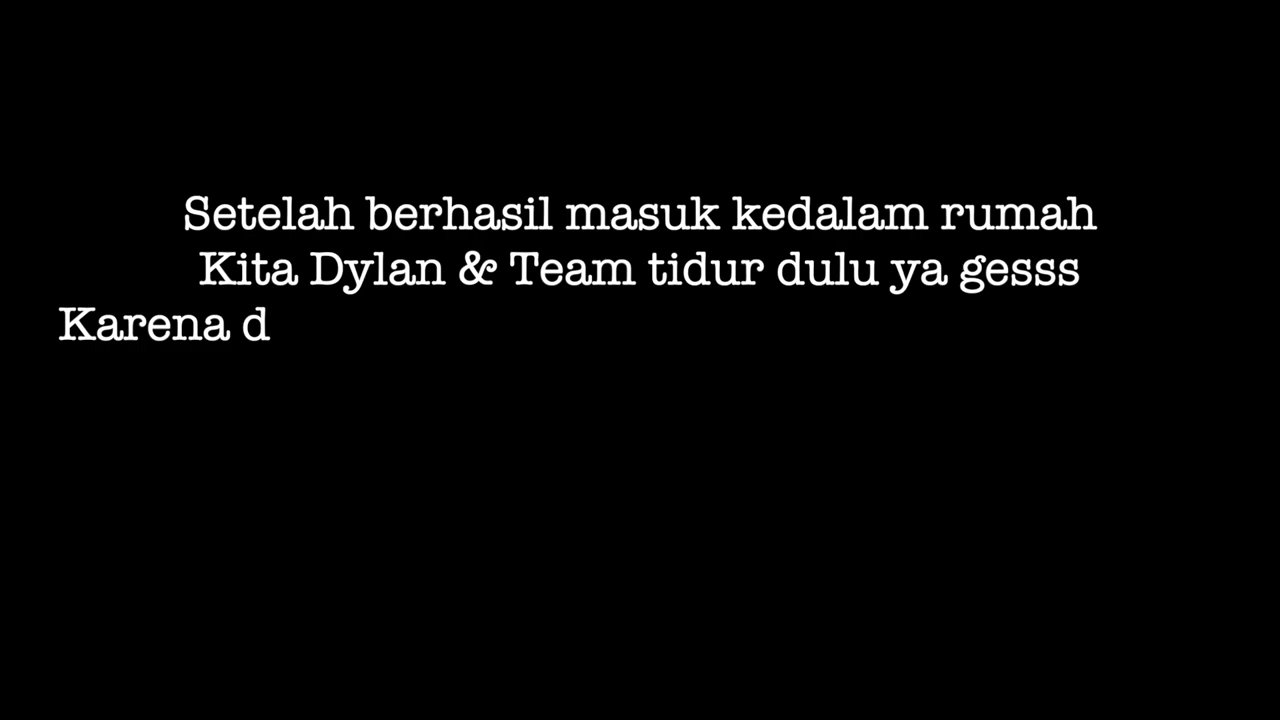 Setelah berhasil masuk kedalam rumah
Kita Dylan & Team tidur dulu ya gesss
Karena d